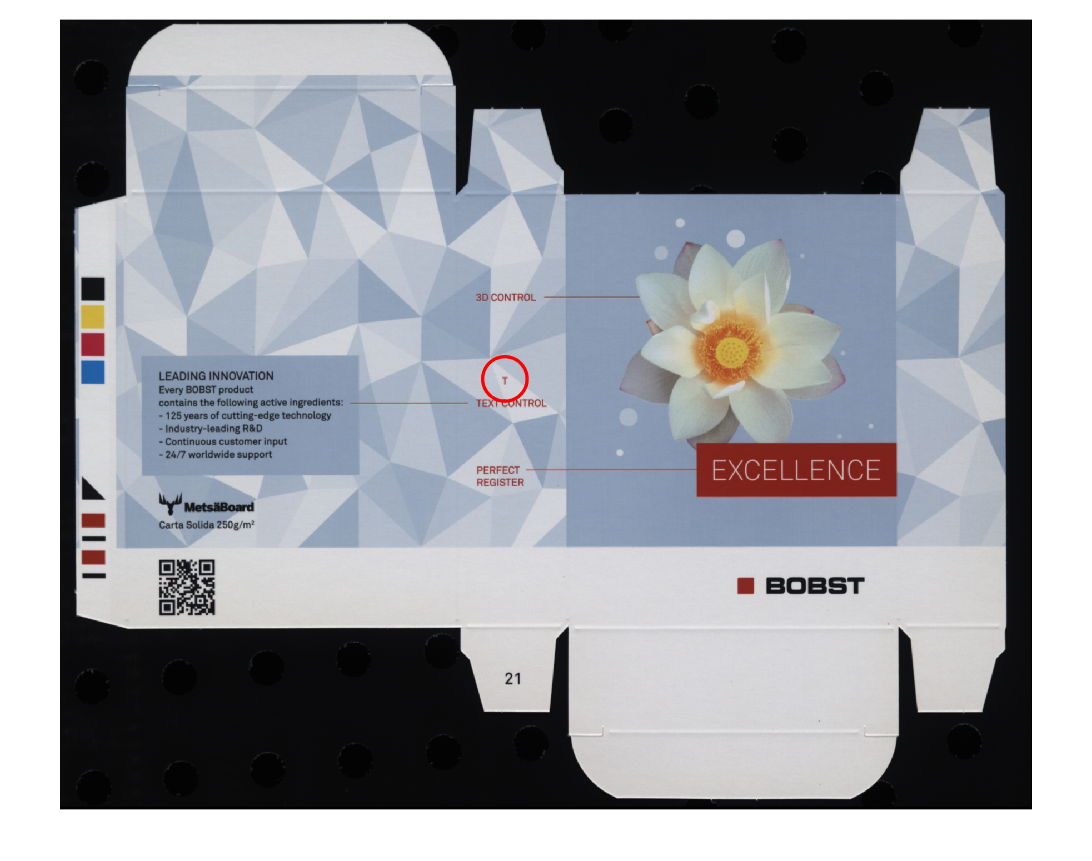 3D CONTROL
T
TEXT CONTROL
LEADING INNOVATION
Every BOBST product
contains the following active ingredients:
- 125 years of cutting-edge technology
- Industry-leading R&D
- Continuous customer input
- 24/7 worldwide support
PERFECT
REGISTER
EXCELLENCE
MetsäBoard
Carta Solida 250g/m²
BOBST
21